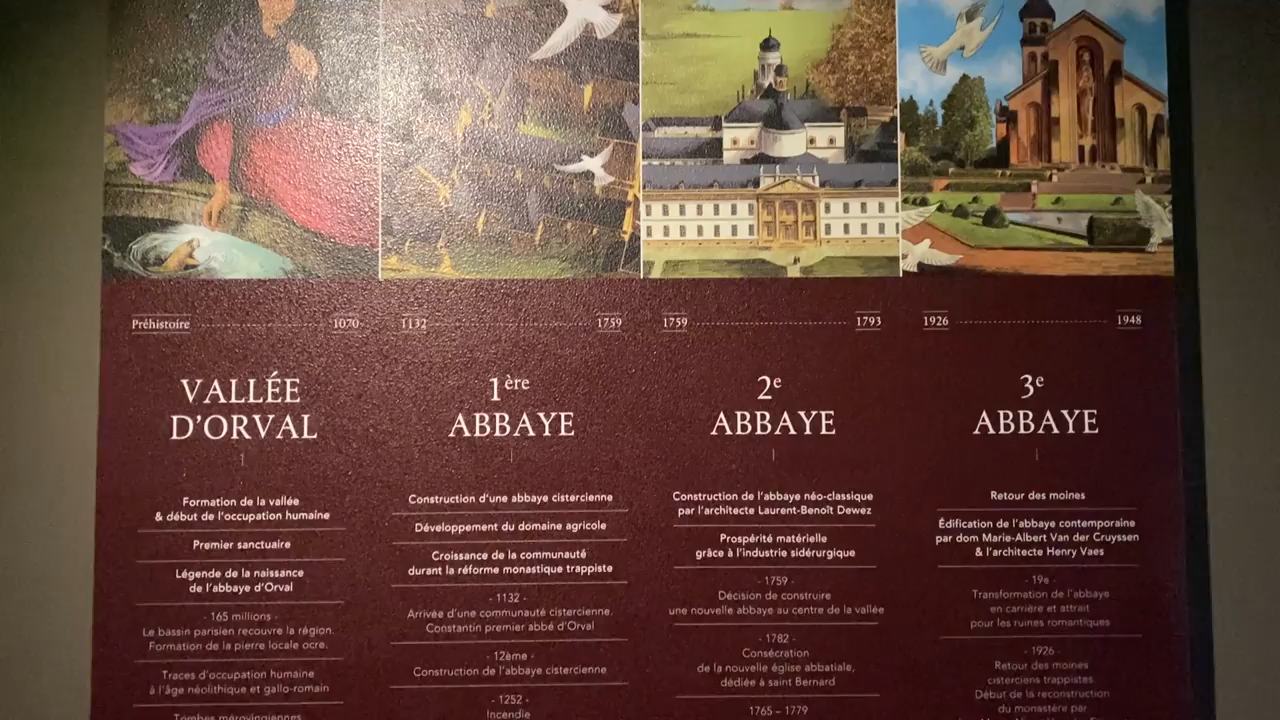 Préhistoire
1070
VALLÉE
D'ORVAL
Formation de la vallée
& début de l'occupation humaine
Premier sanctuaire
Légende de la naissance
de l'abbaye d'Orval
- 165 millions -
Le bassin parisien recouvre la région.
Formation de la pierre locale ocre.
Traces d'occupation humaine
à l'âge néolithique et gallo-romain
Tombes mérovingiennes
1759
1ère
ABBAYE
Construction d'une abbaye cistercienne
Développement du domaine agricole
Croissance de la communauté
durant la réforme monastique trappiste
- 1132 -
Arrivée d'une communauté cistercienne.
Constantin premier abbé d'Orval
- 12ème -
Construction de l'abbaye cistercienne
- 1252 -
Incendie
1759
1793
2e
ABBAYE
Construction de l'abbaye néo-classique
par l'architecte Laurent-Benoît Dewez
Prospérité matérielle
grâce à l'industrie sidérurgique
- 1759 -
Décision de construire
une nouvelle abbaye au centre de la vallée
- 1782 -
Consécration
de la nouvelle église abbatiale,
dédiée à saint Bernard
1765 – 1779
1926
1948
3e
ABBAYE
Retour des moines
Édification de l'abbaye contemporaine
par dom Marie-Albert Van der Cruyssen
& l'architecte Henry Vaes
- 19e -
Transformation de l'abbaye
en carrière et attrait
pour les ruines romantiques
- 1926 -
Retour des moines
cisterciens trappistes.
Début de la reconstruction
du monastère par